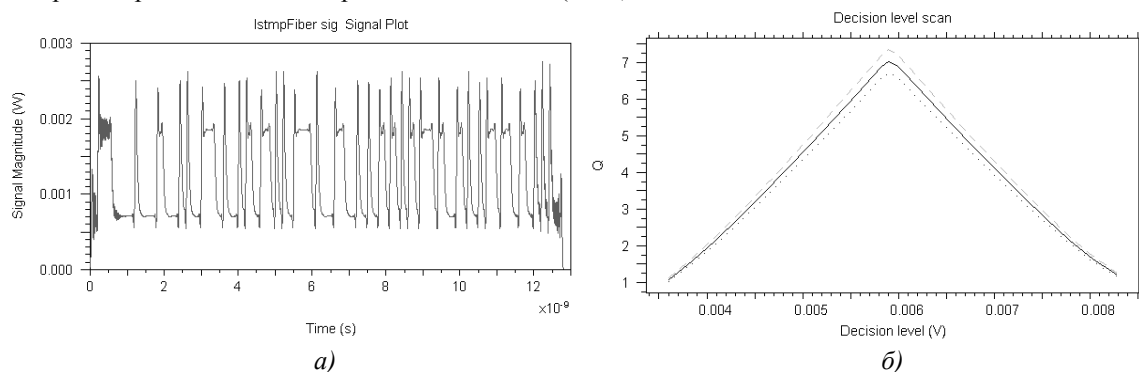 lstmpFiber sig Signal Plot
0.003
0.002
0.001
0.000
Signal Magnitude (W)
0 2 4 6 8 10 12
×10-9
Time (s)
а)
Decision level scan
7
6
5
4
3
2
1
Q
0.004 0.005 0.006 0.007 0.008
Decision level (V)
б)